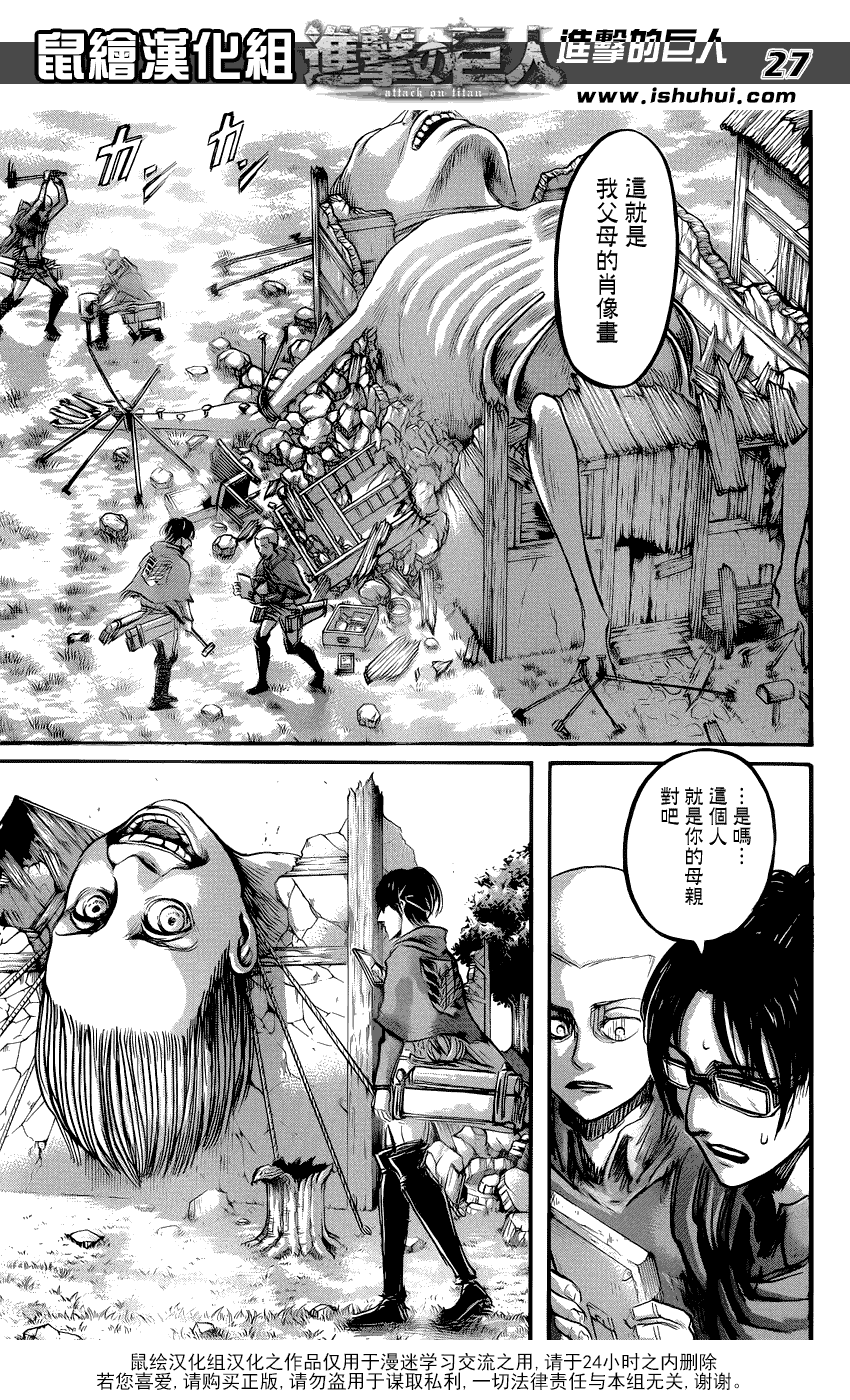 鼠繪漢化組
進撃の巨人
attack on titan
進擊的巨人
27
www.ishuhui.com
カ
ン
カ
ン
這就是
我父母的肖像畫
…是嗎…
這個人
就是你的母親
對吧
鼠绘汉化组汉化之作品仅用于漫迷学习交流之用,请于24小时之内删除
若您喜爱,请购买正版,请勿盗用于谋取私利,一切法律责任与本组无关,谢谢.